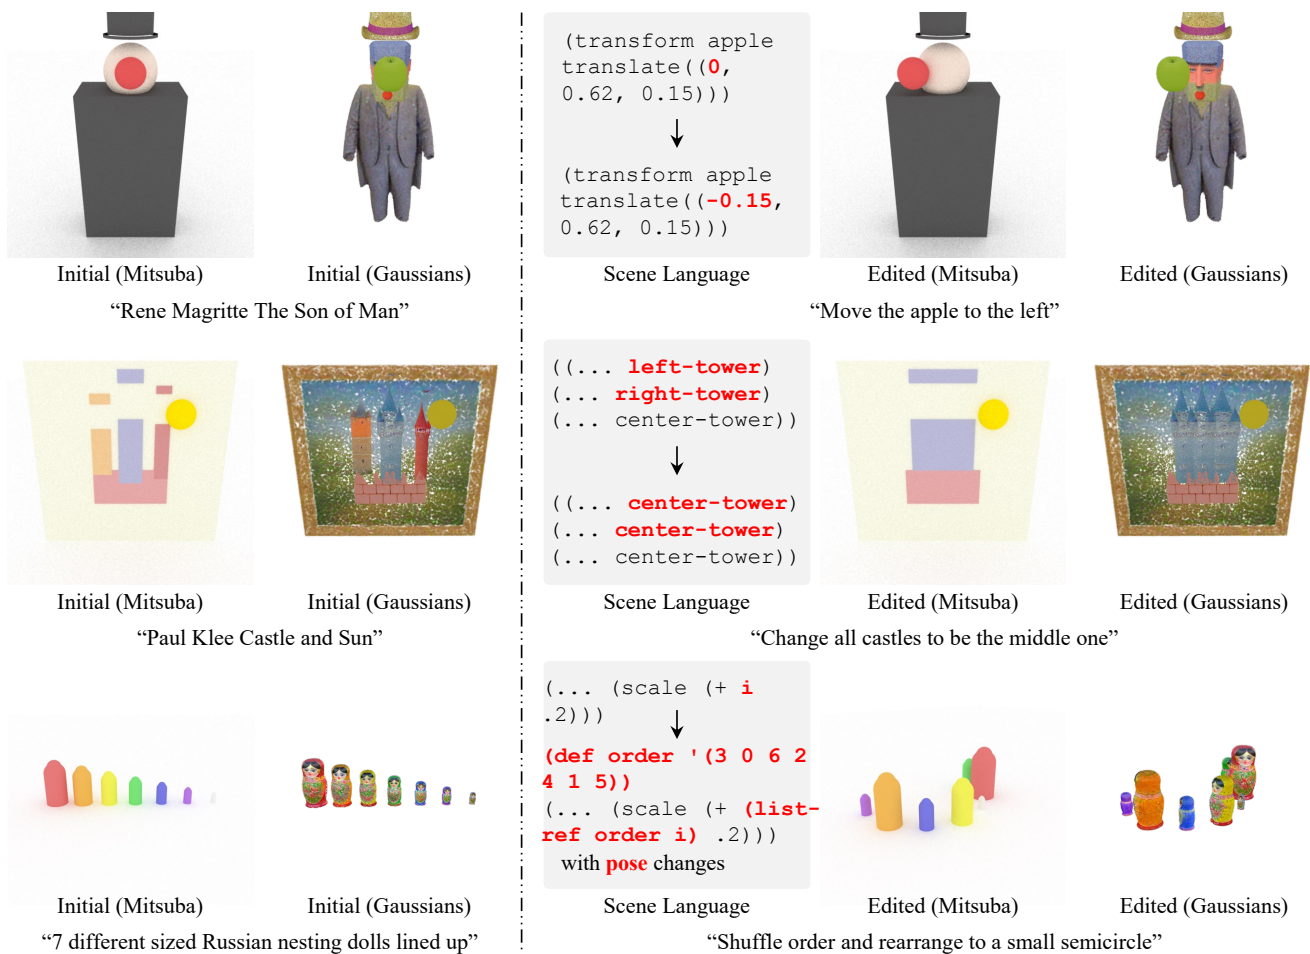 (transform apple
translate((0,
0.62, 0.15)))
(transform apple
translate((-0.15,
0.62, 0.15)))
Initial (Mitsuba)
Initial (Gaussians)
Scene Language
Edited (Mitsuba)
Edited (Gaussians)
“Rene Magritte The Son of Man”
“Move the apple to the left”
((... left-tower)
(... right-tower)
(... center-tower))
((... center-tower)
(... center-tower)
(... center-tower))
Initial (Mitsuba)
Initial (Gaussians)
Scene Language
Edited (Mitsuba)
Edited (Gaussians)
“Paul Klee Castle and Sun”
“Change all castles to be the middle one”
(... (scale (+ i
.2)))
(def order '(3 0 6 2
4 1 5))
(... (scale (+ (list-
ref order i) .2)))
with pose changes
Initial (Mitsuba)
Initial (Gaussians)
Scene Language
Edited (Mitsuba)
Edited (Gaussians)
“7 different sized Russian nesting dolls lined up”
“Shuffle order and rearrange to a small semicircle”